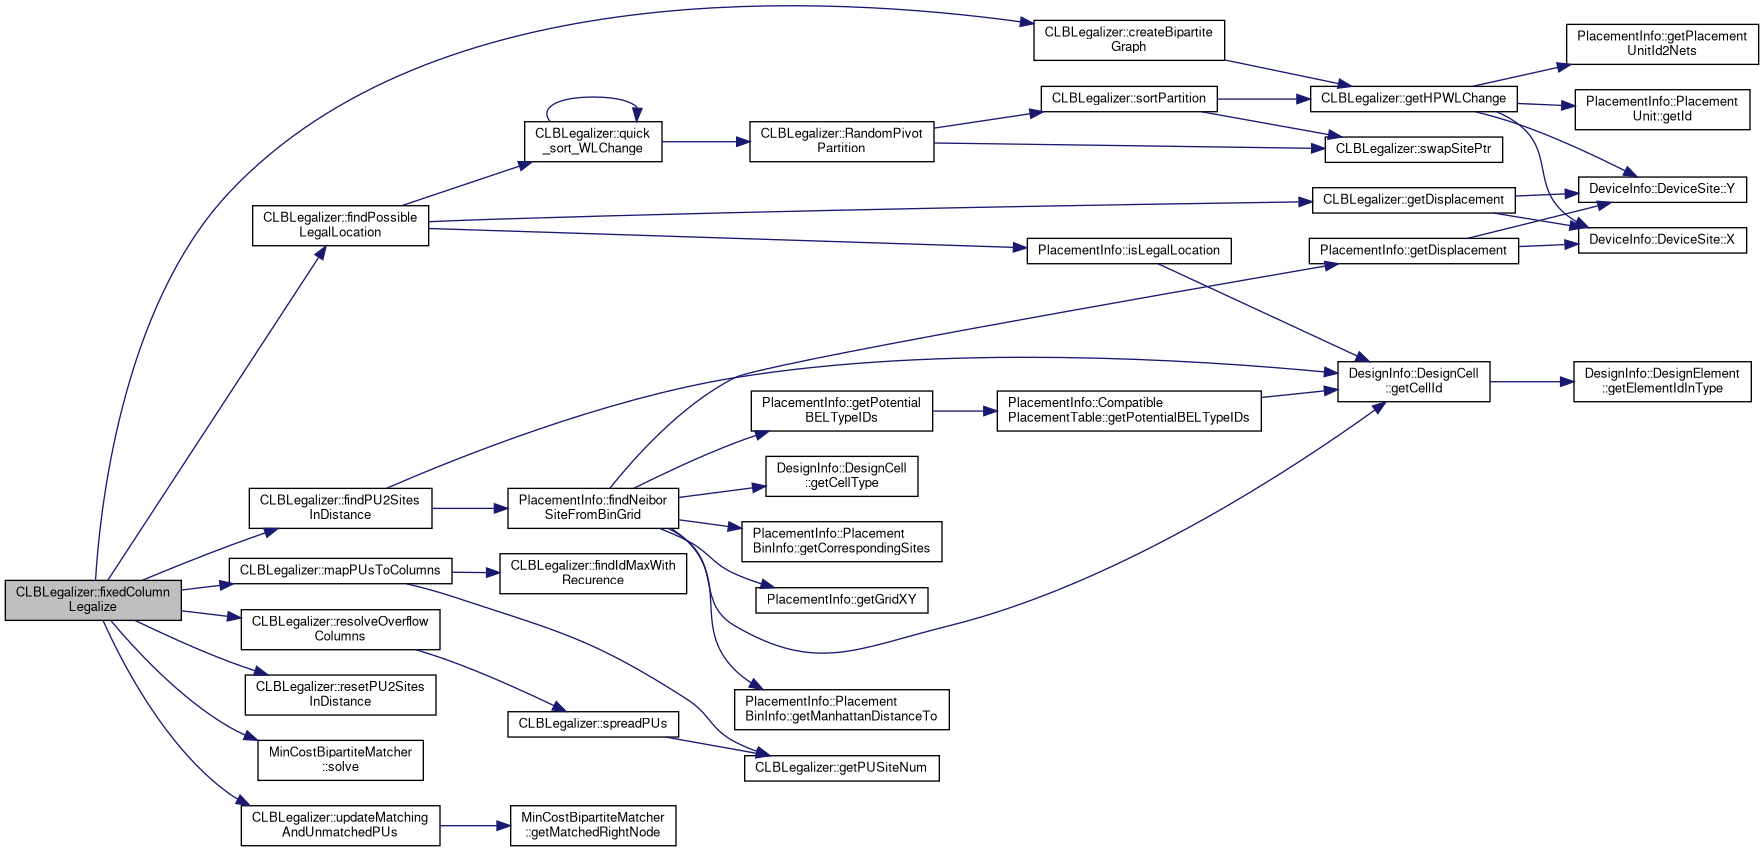 CLBLegalizer::createBipartite
Graph
PlacementInfo::getPlacement
UnitId2Nets
CLBLegalizer::sortPartition
CLBLegalizer::getHPWLChange
PlacementInfo::Placement
Unit::getId
CLBLegalizer::quick
_sort_WLChange
CLBLegalizer::RandomPivot
Partition
CLBLegalizer::swapSitePtr
CLBLegalizer::findPossible
LegalLocation
CLBLegalizer::getDisplacement
DeviceInfo::DeviceSite::Y
PlacementInfo::isLegalLocation
PlacementInfo::getDisplacement
DeviceInfo::DeviceSite::X
DesignInfo::DesignCell
::getCellId
DesignInfo::DesignElement
::getElementIdInType
PlacementInfo::getPotential
BELTypeIDs
PlacementInfo::Compatible
PlacementTable::getPotentialBELTypeIDs
DesignInfo::DesignCell
::getCellType
CLBLegalizer::findPU2Sites
InDistance
PlacementInfo::findNeibor
SiteFromBinGrid
PlacementInfo::Placement
BinInfo::getCorrespondingSites
CLBLegalizer::mapPUsToColumns
CLBLegalizer::findIdMaxWith
Recurence
PlacementInfo::getGridXY
CLBLegalizer::fixedColumn
Legalize
CLBLegalizer::resolveOverflow
Columns
CLBLegalizer::resetPU2Sites
InDistance
PlacementInfo::Placement
BinInfo::getManhattanDistanceTo
CLBLegalizer::spreadPUs
MinCostBipartiteMatcher
::solve
CLBLegalizer::getPUSiteNum
CLBLegalizer::updateMatching
AndUnmatchedPUs
MinCostBipartiteMatcher
::getMatchedRightNode